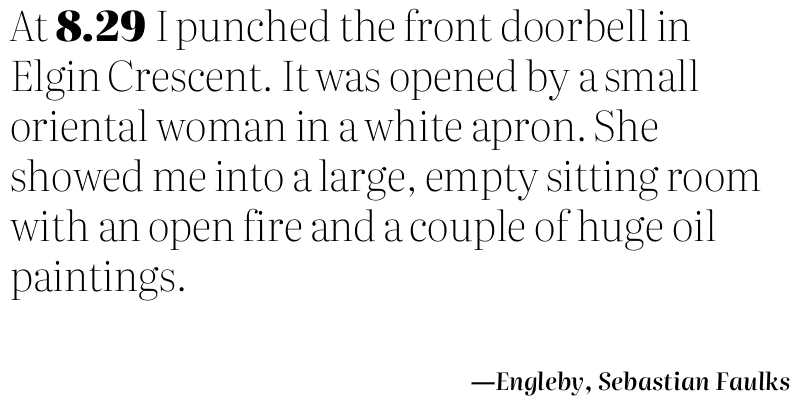 At 8.29 I punched the front doorbell in
Elgin Crescent. It was opened by a small
oriental woman in a white apron. She
showed me into a large, empty sitting room
with an open fire and a couple of huge oil
paintings.
—Engleby, Sebastian Faulks